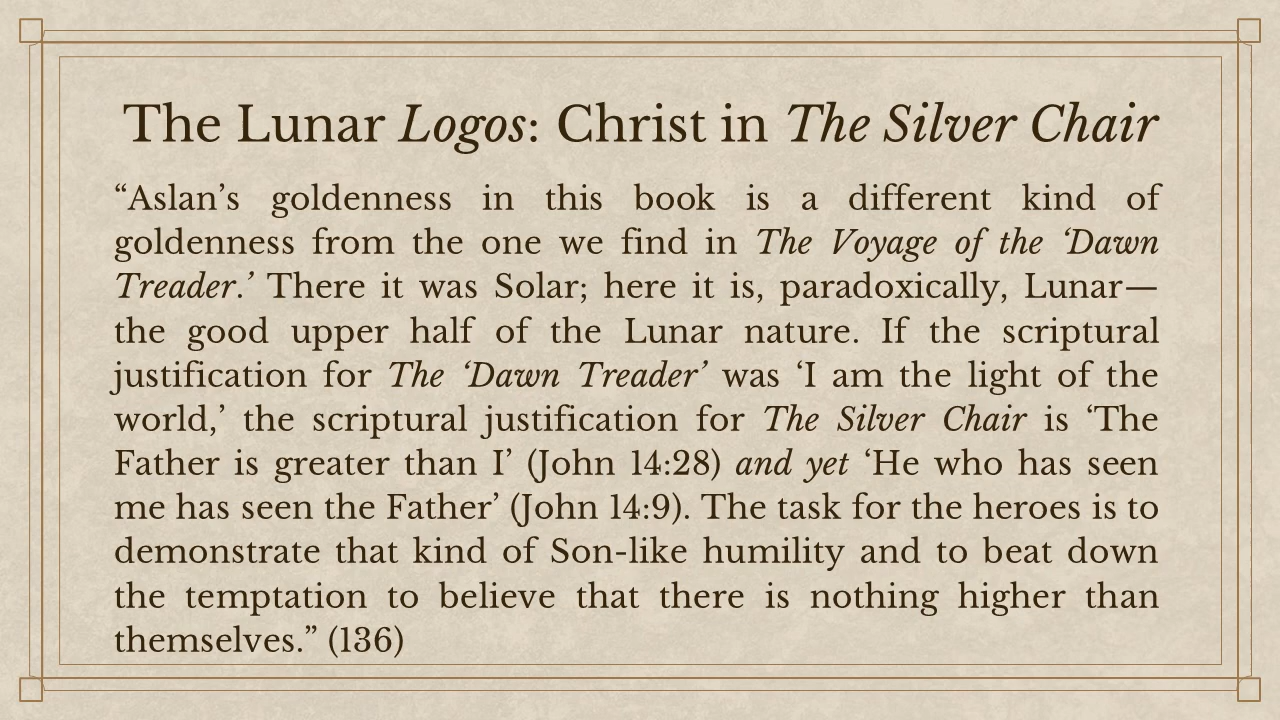 The Lunar Logos: Christ in The Silver Chair
“Aslan’s goldenness in this book is a different kind of
goldenness from the one we find in The Voyage of the ‘Dawn
Treader.’ There it was Solar; here it is, paradoxically, Lunar—
the good upper half of the Lunar nature. If the scriptural
justification for The ‘Dawn Treader’ was ‘I am the light of the
world,’ the scriptural justification for The Silver Chair is ‘The
Father is greater than I’ (John 14:28) and yet ‘He who has seen
me has seen the Father’ (John 14:9). The task for the heroes is to
demonstrate that kind of Son-like humility and to beat down
the temptation to believe that there is nothing higher than
themselves.” (136)